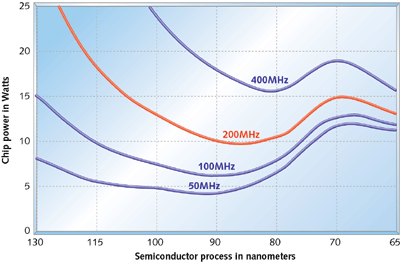 25
20
15
10
5
0
Chip power in Watts
400MHz
200MHz
100MHz
50MHz
130 115 100 90 80 70 65
Semiconductor process in nanometers